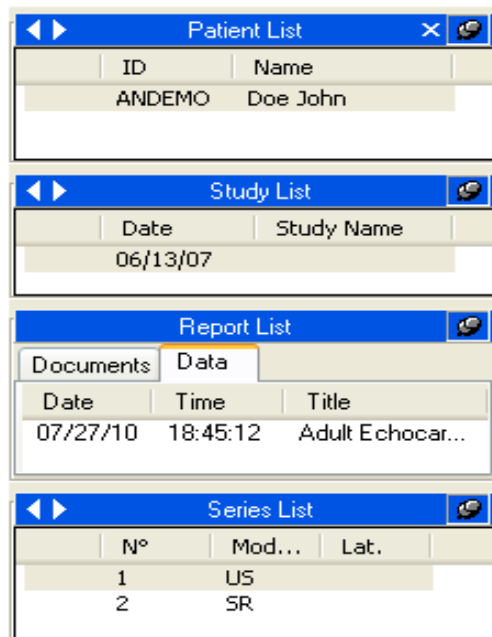 Patient List
ID Name
ANDEMO Doe John
Study List
Date Study Name
06/13/07
Report List
Documents Data
Date Time Title
07/27/10 18:45:12 Adult Echocar...
Series List
N° Mod... Lat.
1 US
2 SR